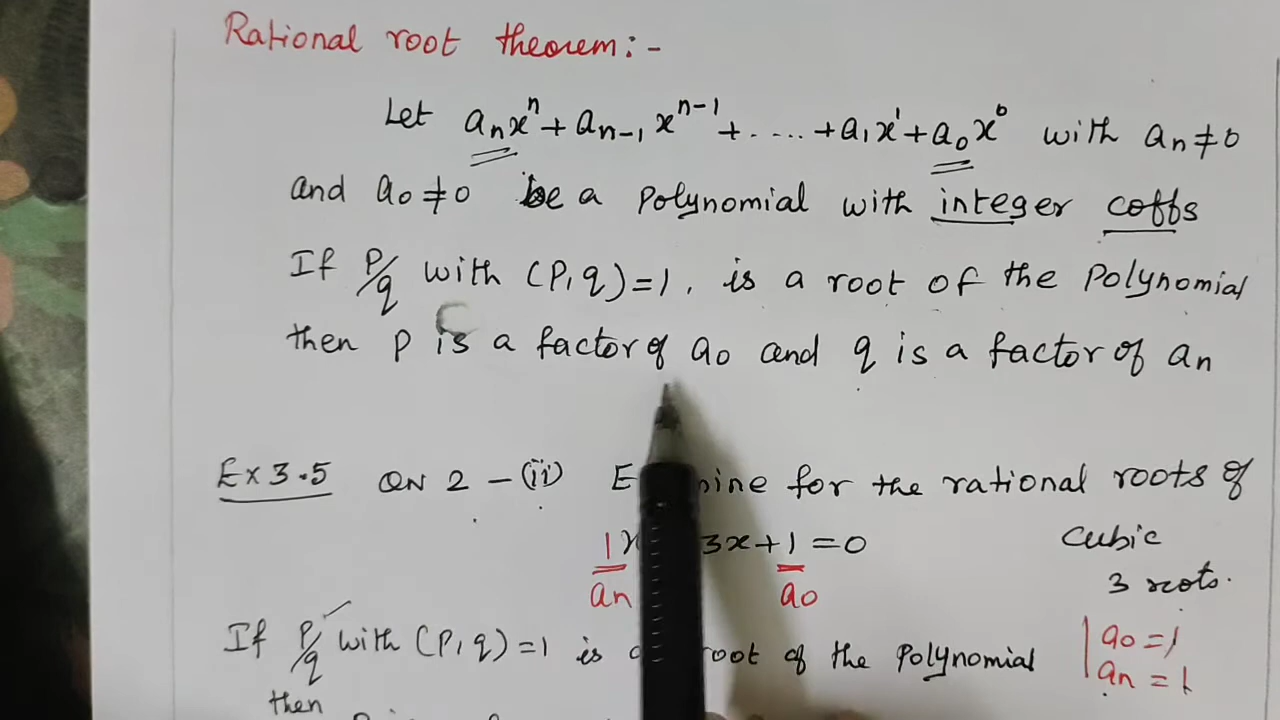 Rational root theorem:-
Let aₙxⁿ + aₙ₋₁ xⁿ⁻¹ + ..... + a₁x¹ + a₀x⁰ with aₙ ≠ 0
and a₀ ≠ 0 be a polynomial with integer coffs
If P/q with (P, q) = 1, is a root of the polynomial
then P is a factor of a₀ and q is a factor of aₙ
Ex 3.5 QN 2 - (ii) for the rational roots of
1 3x + 1 = 0 Cubic
aₙ a₀ 3 roots.
If P/q with (P, q) = 1 is root of the polynomial a₀ = 1
then aₙ = 1